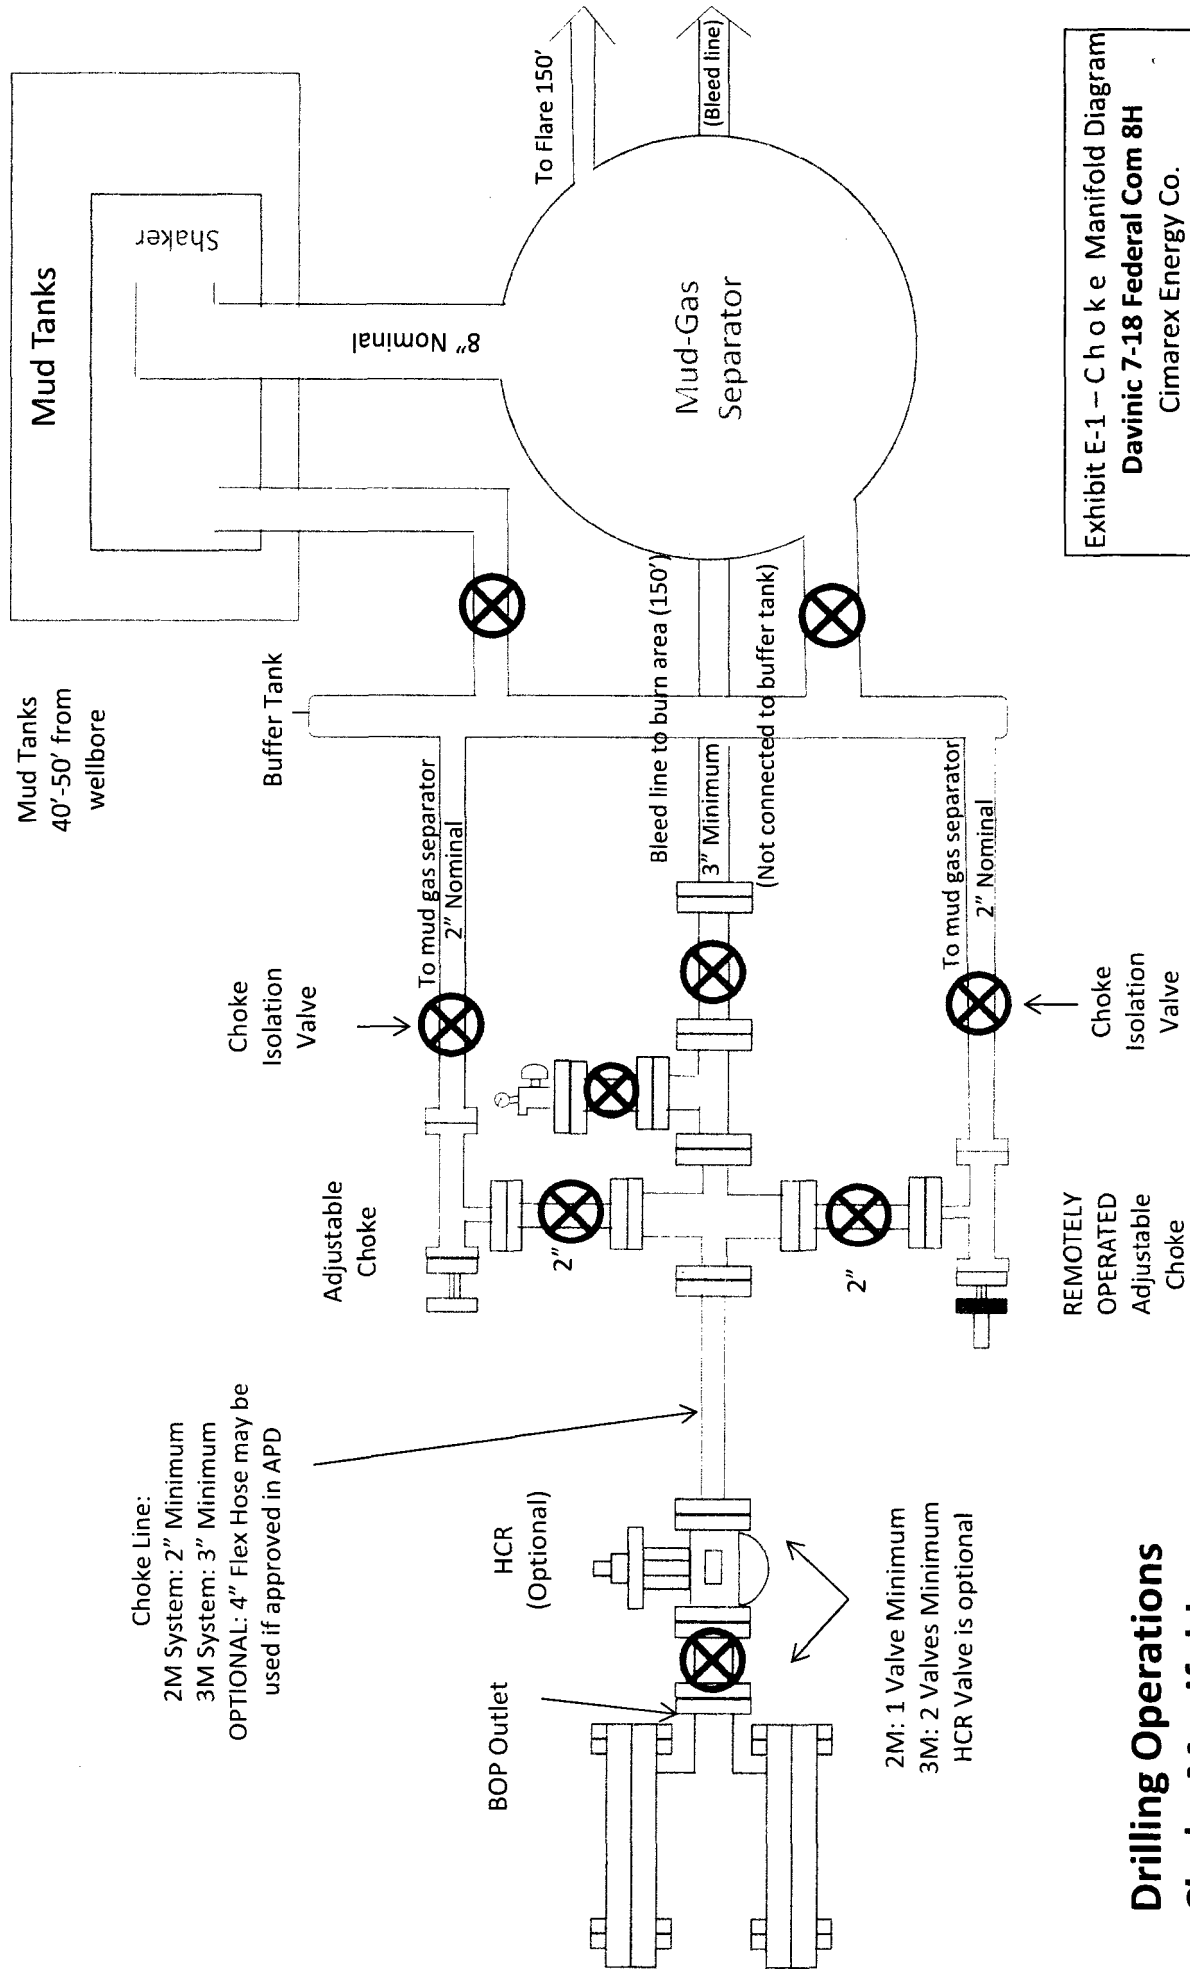 Mud Tanks
40'-50' from
wellbore
Mud Tanks
Shaker
8" Nominal
To Flare 150'
(Bleed line)
Mud-Gas
Separator
Buffer Tank
Bleed line to burn area (150')
3" Minimum
(Not connected to buffer tank)
To mud gas separator
2" Nominal
To mud gas separator
2" Nominal
Choke
Isolation
Valve
Choke
Isolation
Valve
Adjustable
Choke
2"
2"
REMOTELY
OPERATED
Adjustable
Choke
Choke Line:
2M System: 2" Minimum
3M System: 3" Minimum
OPTIONAL: 4" Flex Hose may be
used if approved in APD
HCR
(Optional)
BOP Outlet
2M: 1 Valve Minimum
3M: 2 Valves Minimum
HCR Valve is optional
Drilling Operations
Exhibit E-1 – Choke Manifold Diagram
Davinic 7-18 Federal Com 8H
Cimarex Energy Co.